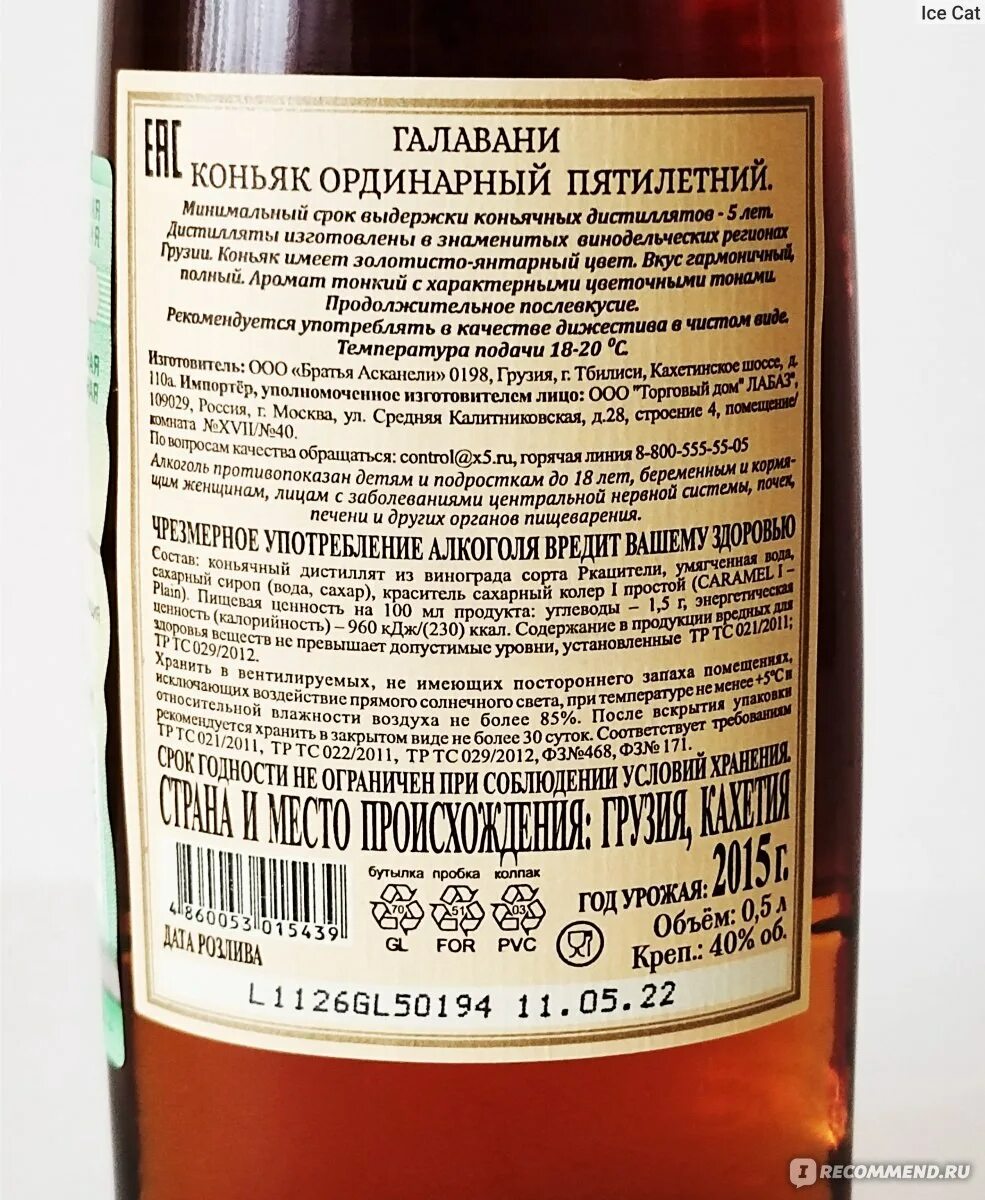 Ice Cat
ЕАС
ГАЛАВАНИ
КОНЬЯК ОРДИНАРНЫЙ ПЯТИЛЕТНИЙ.
Минимальный срок выдержки коньячных дистиллятов - 5 лет.
Дистилляты изготовлены в знаменитых винодельческих регионах
Грузии. Коньяк имеет золотисто-янтарный цвет. Вкус гармоничный,
полный. Аромат тонкий с характерными цветочными тонами.
Продолжительное послевкусие.
Рекомендуется употреблять в качестве дижестива в чистом виде.
Температура подачи 18-20 ⁰C.
Изготовитель: ООО «Братья Асканели» 0198, Грузия, г. Тбилиси, Кахетинское шоссе, д.
110а. Импортёр, уполномоченное изготовителем лицо: ООО "Торговый дом" ЛАБАЗ",
109029, Россия, г. Москва, ул. Средняя Калитниковская, д.28, строение 4, помещение/
комната №XVII/№40.
По вопросам качества обращаться: control@x5.ru, горячая линия 8-800-555-55-05
Алкоголь противопоказан детям и подросткам до 18 лет, беременным и кормя-
щим женщинам, лицам с заболеваниями центральной нервной системы, почек,
печени и других органов пищеварения.
ЧРЕЗМЕРНОЕ УПОТРЕБЛЕНИЕ АЛКОГОЛЯ ВРЕДИТ ВАШЕМУ ЗДОРОВЬЮ
Состав: коньячный дистиллят из винограда сорта Ркацители, умягченная вода,
сахарный сироп (вода, сахар), краситель сахарный колер I простой (CARAMEL I –
Plain). Пищевая ценность на 100 мл продукта: углеводы – 1,5 г, энергетическая
ценность (калорийность) – 960 кДж/(230) ккал. Содержание в продукции вредных для
здоровья веществ не превышает допустимые уровни, установленные ТР ТС 021/2011;
ТР ТС 029/2012.
Хранить в вентилируемых, не имеющих постороннего запаха помещениях,
исключающих воздействие прямого солнечного света, при температуре не менее +5°С и
относительной влажности воздуха не более 85%. После вскрытия упаковки
рекомендуется хранить в закрытом виде не более 30 суток. Соответствует требованиям
ТР ТС 021/2011, ТР ТС 022/2011, ТР ТС 029/2012, ФЗ№468, ФЗ№ 171.
СРОК ГОДНОСТИ НЕ ОГРАНИЧЕН ПРИ СОБЛЮДЕНИИ УСЛОВИЙ ХРАНЕНИЯ.
СТРАНА И МЕСТО ПРОИСХОЖДЕНИЯ: ГРУЗИЯ, КАХЕТИЯ
бутылка пробка колпак
70 51 03
GL FOR PVC
4 860053 015439
ГОД УРОЖАЯ: 2015 г.
Объём: 0,5 л
Креп.: 40% об.
ДАТА РОЗЛИВА
L1126GL50194 11.05.22
IRECOMMEND.RU